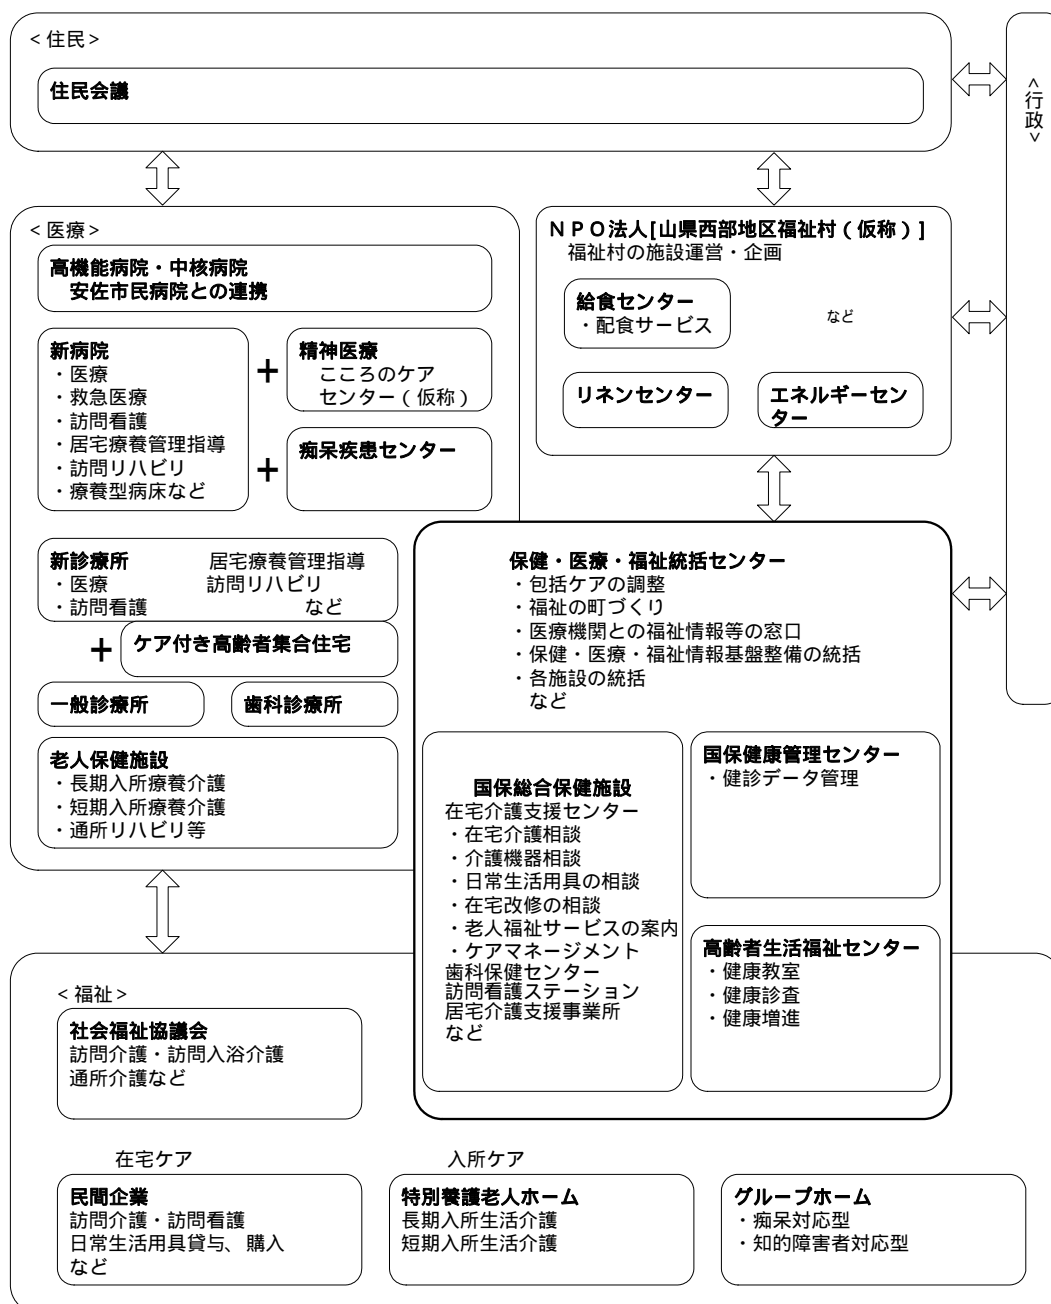 ＜住民＞
住民会議
＜行政＞
＜医療＞
高機能病院・中核病院
安佐市民病院との連携
新病院
・医療
・救急医療
・訪問看護
・居宅療養管理指導
・訪問リハビリ
・療養型病床など
＋
精神医療
こころのケア
センター（仮称）
＋
痴呆疾患センター
新診療所　居宅療養管理指導
・医療　訪問リハビリ
・訪問看護　など
＋
ケア付き高齢者集合住宅
一般診療所
歯科診療所
老人保健施設
・長期入所療養介護
・短期入所療養介護
・通所リハビリ等
ＮＰＯ法人[山県西部地区福祉村（仮称）]
福祉村の施設運営・企画
給食センター
・配食サービス
など
リネンセンター
エネルギーセン
ター
保健・医療・福祉統括センター
・包括ケアの調整
・福祉の町づくり
・医療機関との福祉情報等の窓口
・保健・医療・福祉情報基盤整備の統括
・各施設の統括
など
国保総合保健施設
在宅介護支援センター
・在宅介護相談
・介護機器相談
・日常生活用具の相談
・在宅改修の相談
・老人福祉サービスの案内
・ケアマネージメント
歯科保健センター
訪問看護ステーション
居宅介護支援事業所
など
国保健康管理センター
・健診データ管理
高齢者生活福祉センター
・健康教室
・健康診査
・健康増進
＜福祉＞
社会福祉協議会
訪問介護・訪問入浴介護
通所介護など
在宅ケア
民間企業
訪問介護・訪問看護
日常生活用具貸与、購入
など
入所ケア
特別養護老人ホーム
長期入所生活介護
短期入所生活介護
グループホーム
・痴呆対応型
・知的障害者対応型